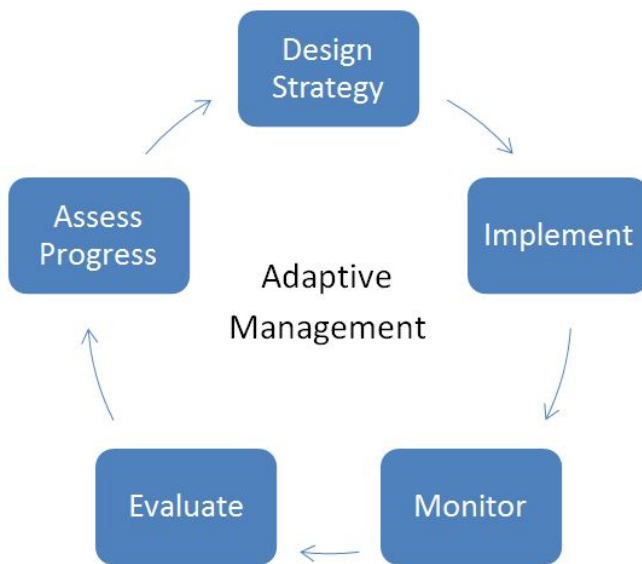 Design
Strategy
Implement
Monitor
Evaluate
Assess
Progress
Adaptive
Management